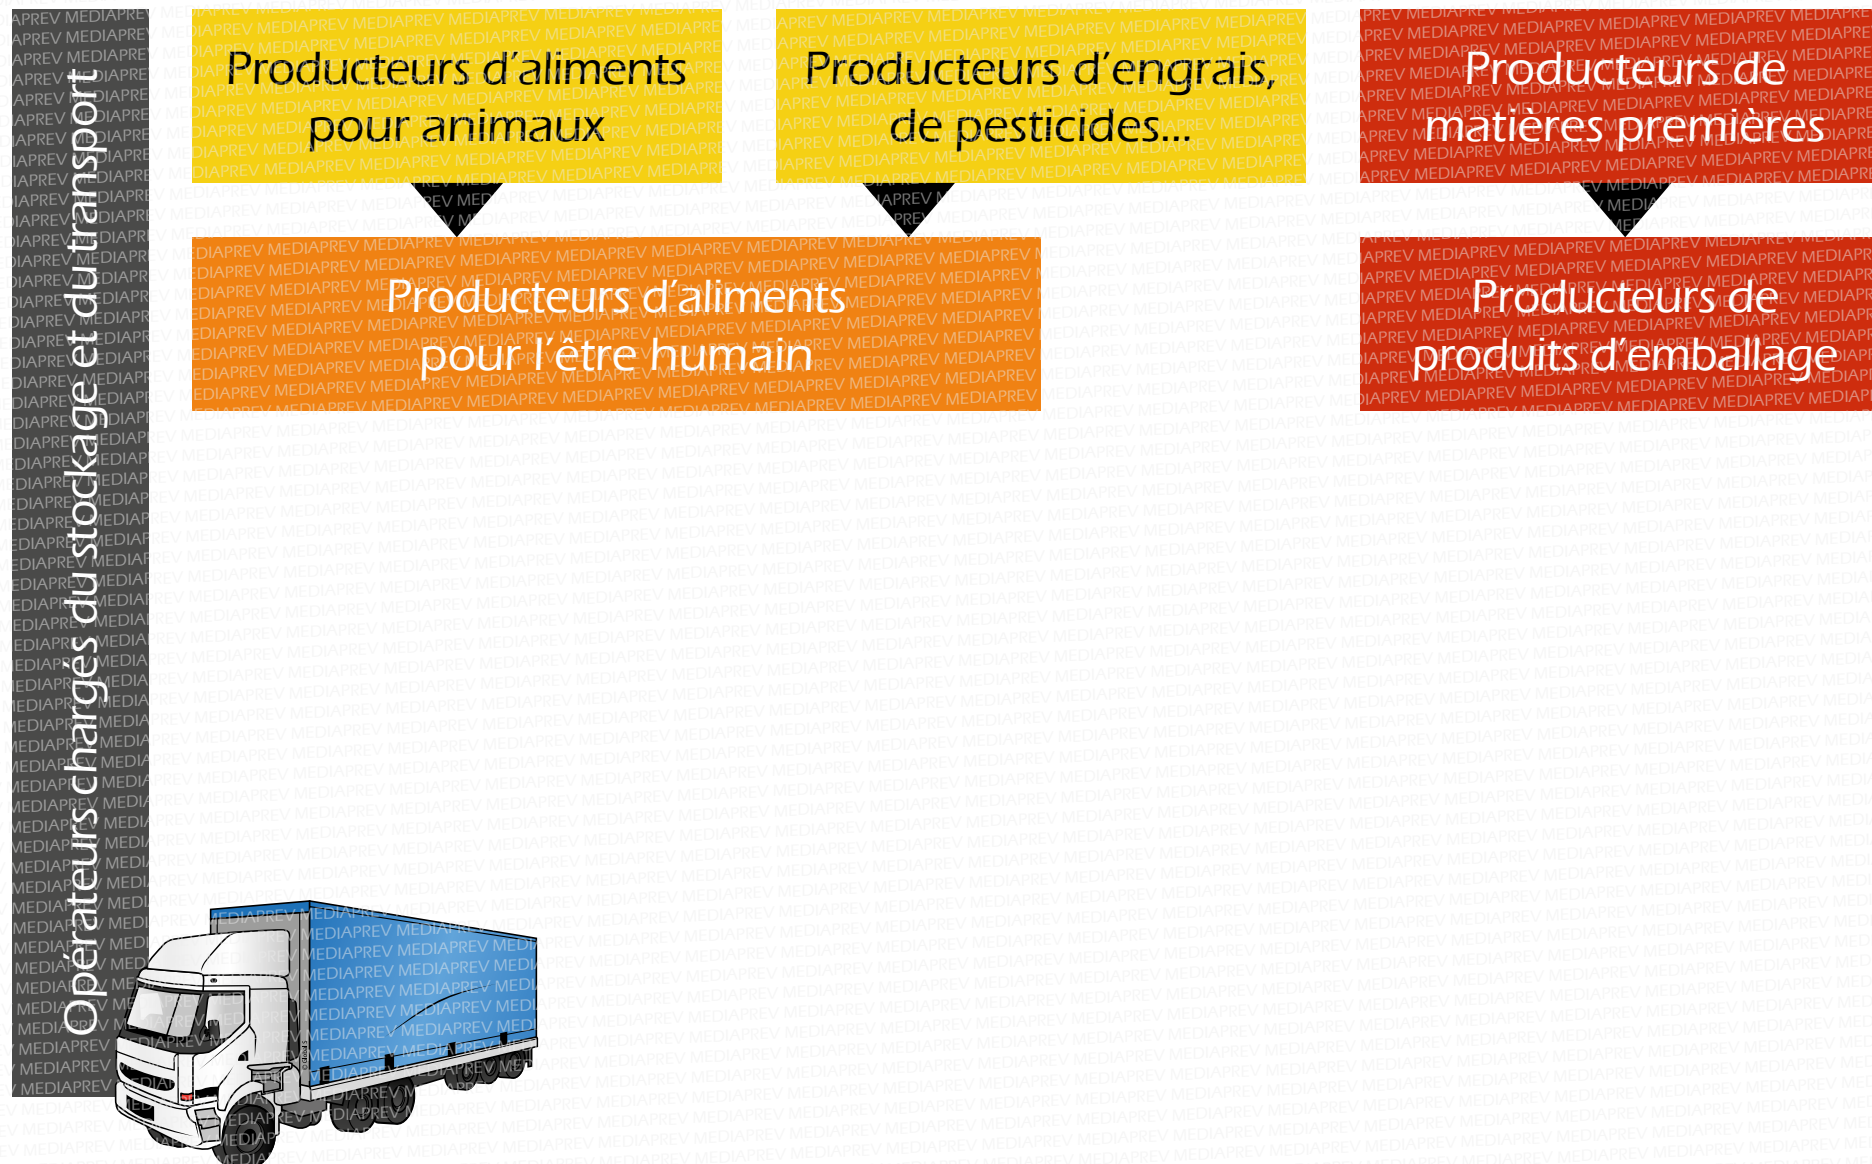 Opérateurs chargés du stockage et du transport
Producteurs d’aliments
pour animaux
Producteurs d’engrais,
de pesticides...
Producteurs de
matières premières
Producteurs d’aliments
pour l’être humain
Producteurs de
produits d’emballage
MEDIAPREV